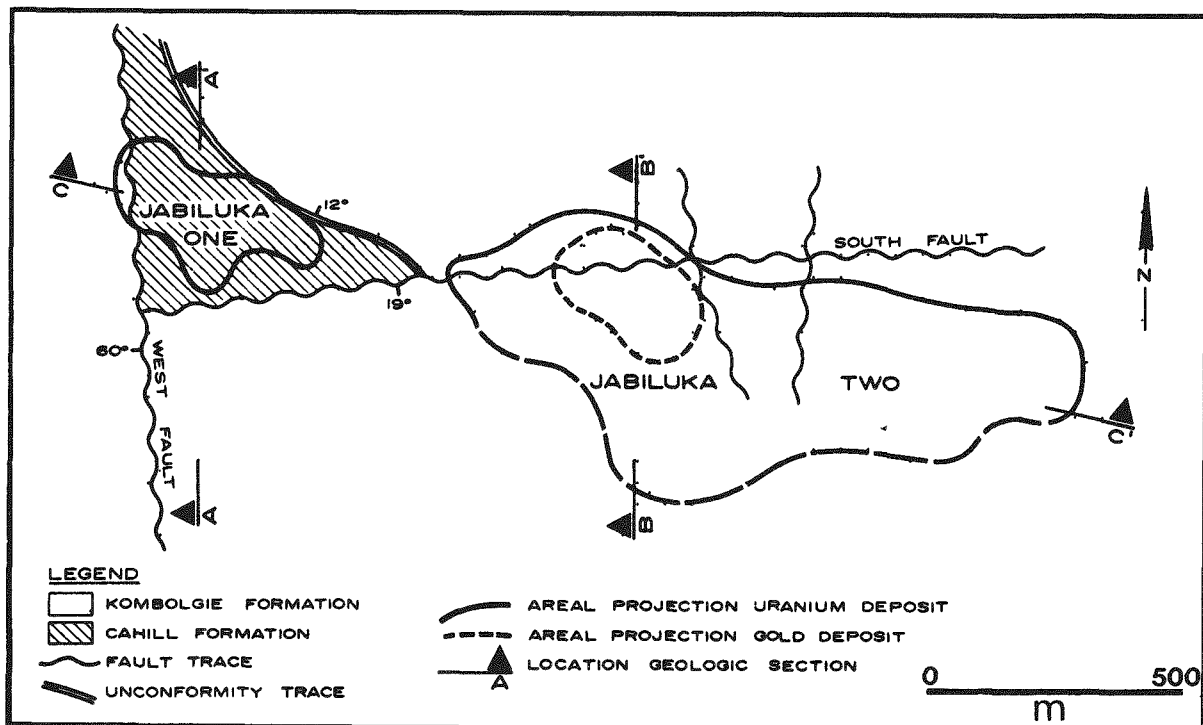 A'
C
JABILUKA
ONE
12°
19°
60°
WEST FAULT
A
B'
SOUTH FAULT
N
JABILUKA TWO
C'
B
LEGEND
KOMBOLGIE FORMATION
CAHILL FORMATION
FAULT TRACE
UNCONFORMITY TRACE
AREAL PROJECTION URANIUM DEPOSIT
AREAL PROJECTION GOLD DEPOSIT
A
LOCATION GEOLOGIC SECTION
0 500
m